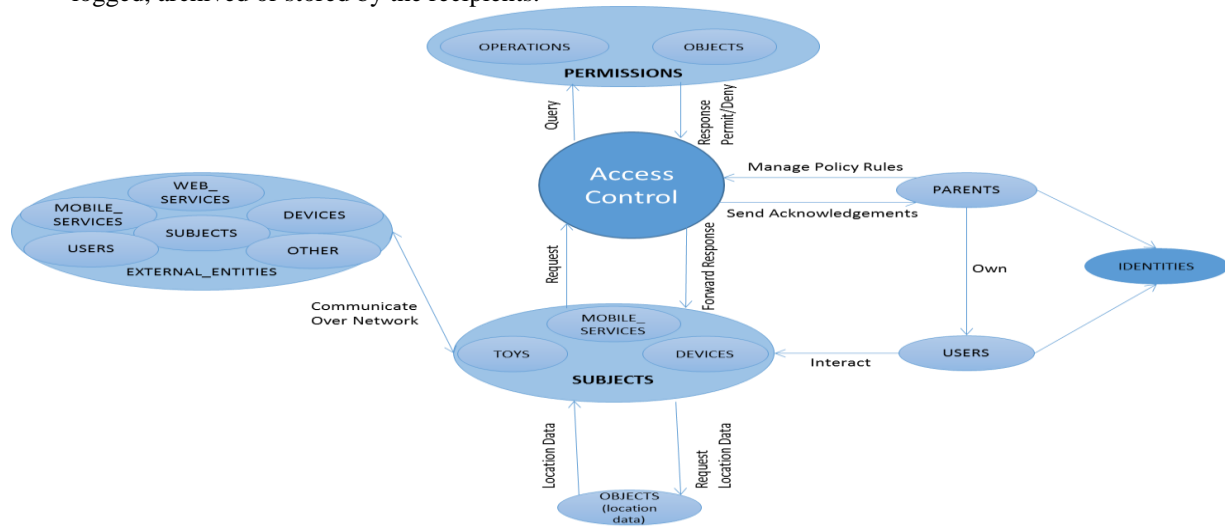 logged, archived or stored by the recipients.
OPERATIONS
OBJECTS
PERMISSIONS
Query
Response
Permit/Deny
Access
Control
Manage Policy Rules
PARENTS
Send Acknowledgements
WEB_
SERVICES
MOBILE_
SERVICES
DEVICES
SUBJECTS
USERS
OTHER
EXTERNAL_ENTITIES
Own
IDENTITIES
Request
Forward Response
Communicate
Over Network
MOBILE_
SERVICES
TOYS
DEVICES
SUBJECTS
Interact
USERS
Location Data
Request
Location Data
OBJECTS
(location
data)